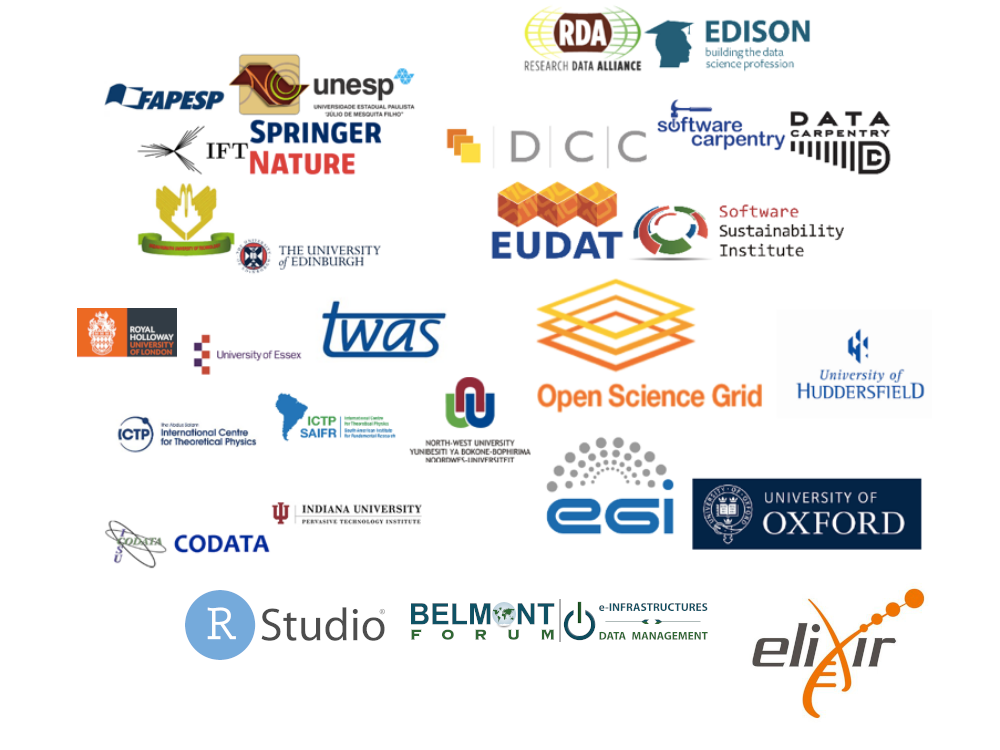 RDA
RESEARCH DATA ALLIANCE
EDISON
building the data
science profession
FAPESP
unesp
UNIVERSIDADE ESTADUAL PAULISTA
"JÚLIO DE MESQUITA FILHO"
IFT
SPRINGER
NATURE
D C C
software
carpentry
DATA
CARPENTRY
THE UNIVERSITY
of EDINBURGH
EUDAT
Software
Sustainability
Institute
ROYAL
HOLLOWAY
UNIVERSITY
OF LONDON
University of Essex
twas
Open Science Grid
University of
HUDDERSFIELD
ICTP
The Abdus Salam
International Centre
for Theoretical Physics
ICTP
SAIFR
International Centre
for Theoretical Physics
South American Institute
for Fundamental Research
NORTH-WEST UNIVERSITY
YUNIBESITI YA BOKONE-BOPHIRIMA
NOORDWES-UNIVERSITEIT
INDIANA UNIVERSITY
PERVASIVE TECHNOLOGY INSTITUTE
egi
UNIVERSITY OF
OXFORD
CODATA
CODATA
R Studio®
BELMONT
FORUM
e-INFRASTRUCTURES
DATA MANAGEMENT
elixir